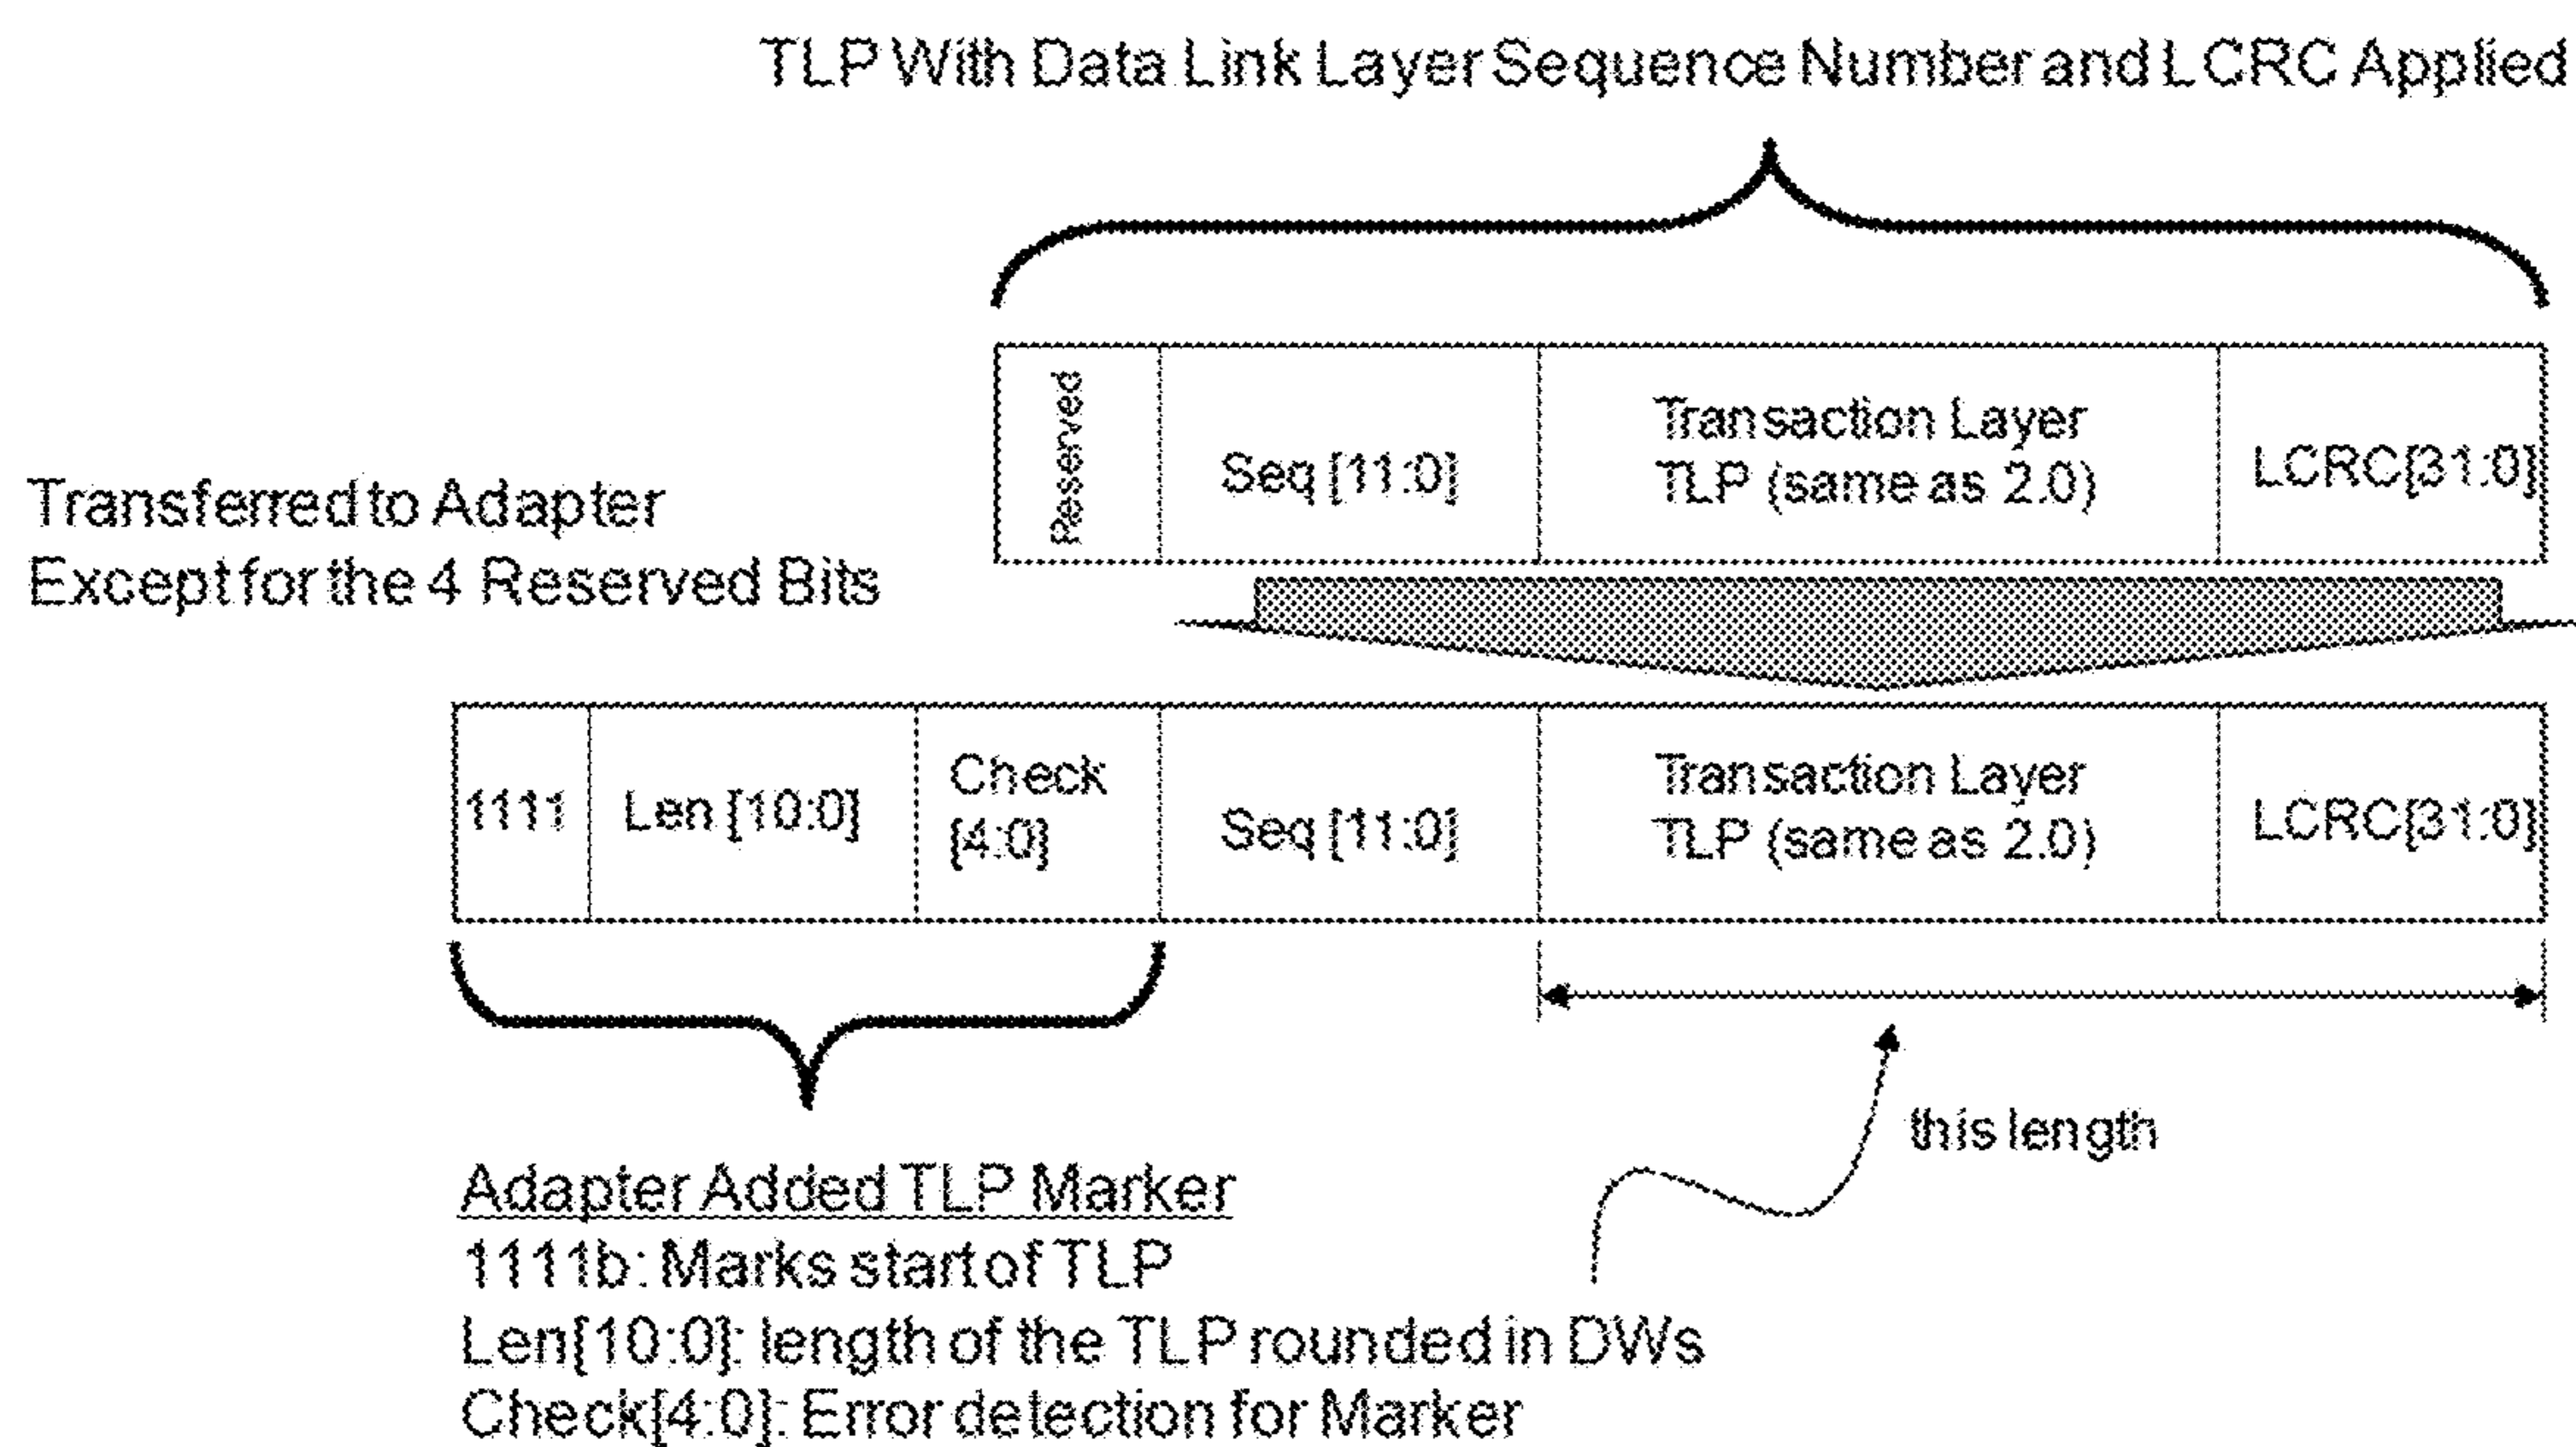 TLP With Data Link Layer Sequence Number and LCRC Applied
Reserved
Seq [11:0]
Transaction Layer
TLP (same as 2.0)
LCRC[31:0]
Transferred to Adapter
Except for the 4 Reserved Bits
1111
Len [10:0]
Check
[4:0]
Seq [11:0]
Transaction Layer
TLP (same as 2.0)
LCRC[31:0]
this length
Adapter Added TLP Marker
1111b: Marks start of TLP
Len[10:0]: length of the TLP rounded in DWs
Check[4:0]: Error detection for Marker